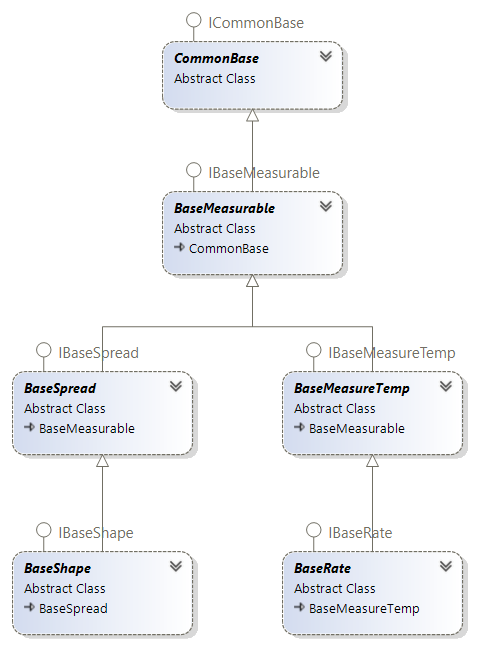 ICommonBase
CommonBase
Abstract Class
IBaseMeasurable
BaseMeasurable
Abstract Class
CommonBase
IBaseSpread
BaseSpread
Abstract Class
BaseMeasurable
IBaseMeasureTemp
BaseMeasureTemp
Abstract Class
BaseMeasurable
IBaseShape
BaseShape
Abstract Class
BaseSpread
IBaseRate
BaseRate
Abstract Class
BaseMeasureTemp